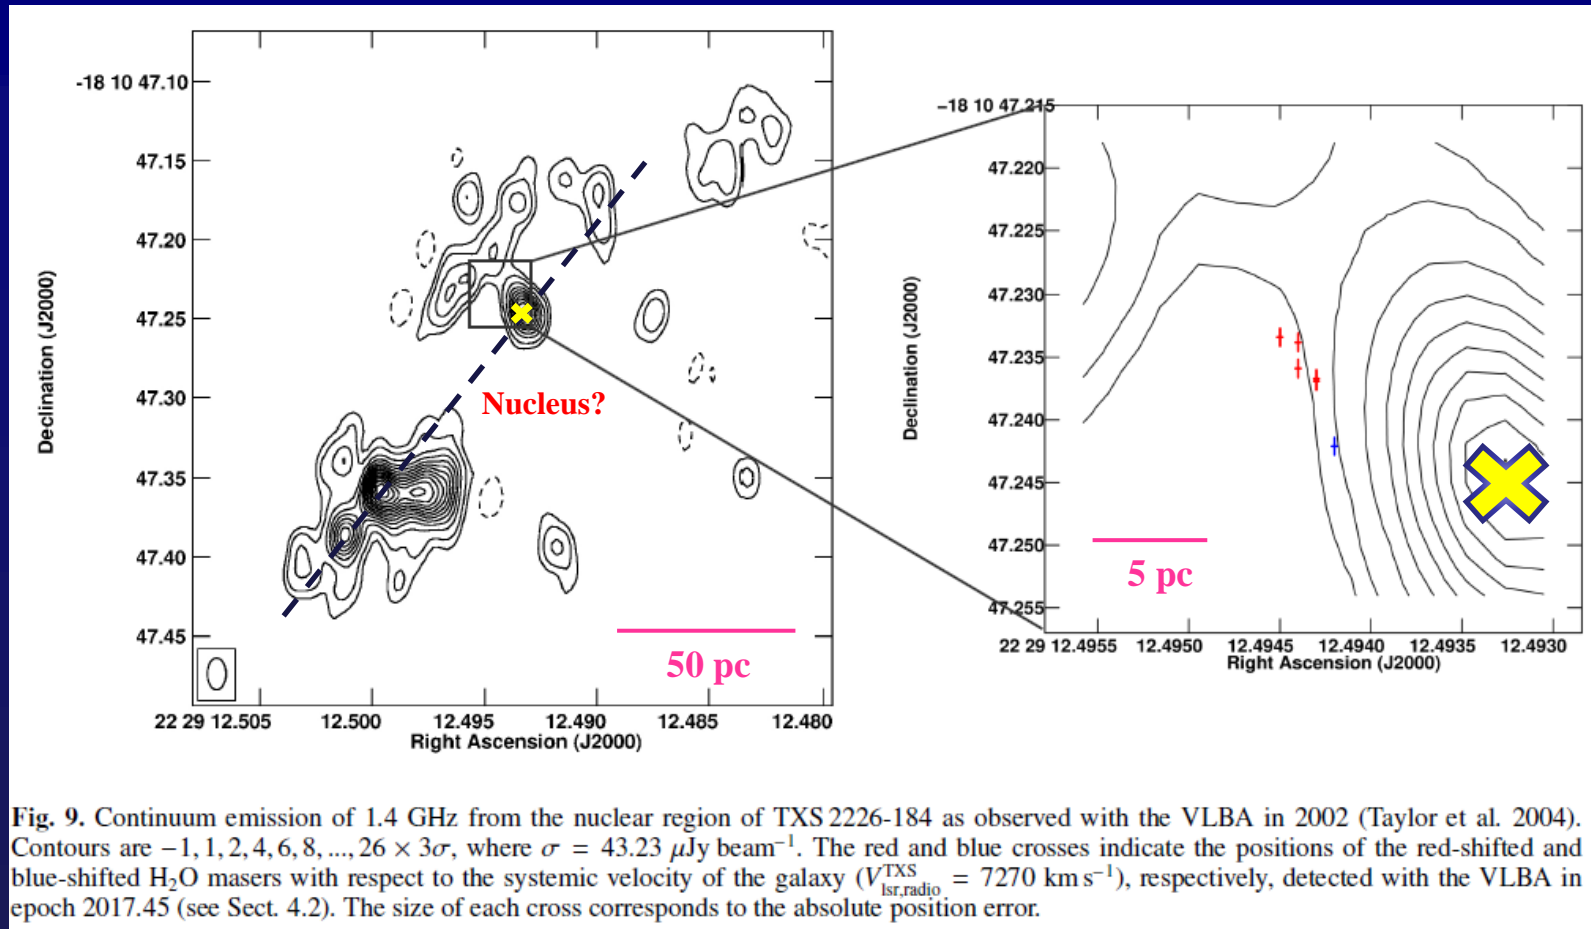 -18 10 47.10
47.15
47.20
47.25
47.30
47.35
47.40
47.45
Declination (J2000)
22 29 12.505 12.500 12.495 12.490 12.485 12.480
Right Ascension (J2000)
Nucleus?
50 pc
−18 10 47.215
47.220
47.225
47.230
47.235
47.240
47.245
47.250
47.255
Declination (J2000)
22 29 12.4955 12.4950 12.4945 12.4940 12.4935 12.4930
Right Ascension (J2000)
5 pc
Fig. 9. Continuum emission of 1.4 GHz from the nuclear region of TXS 2226-184 as observed with the VLBA in 2002 (Taylor et al. 2004).
Contours are −1, 1, 2, 4, 6, 8, ..., 26 × 3σ, where σ = 43.23 μJy beam⁻¹. The red and blue crosses indicate the positions of the red-shifted and
blue-shifted H₂O masers with respect to the systemic velocity of the galaxy (V^TXS_lsr,radio = 7270 km s⁻¹), respectively, detected with the VLBA in
epoch 2017.45 (see Sect. 4.2). The size of each cross corresponds to the absolute position error.